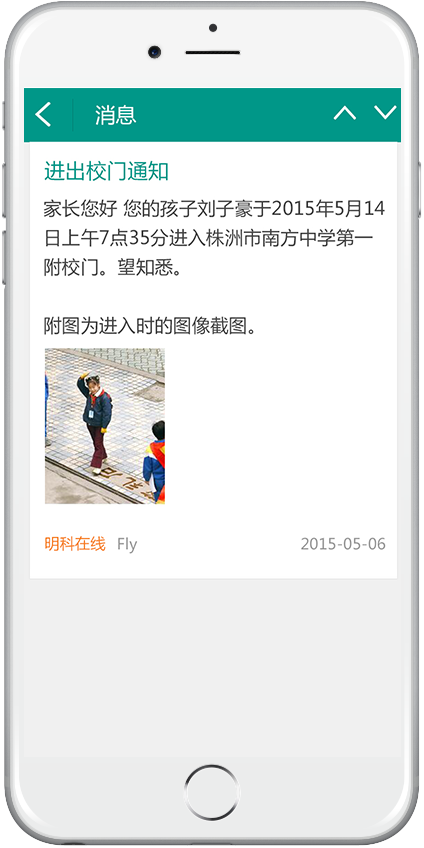 消息
进出校门通知
家长您好 您的孩子刘子豪于2015年5月14
日上午7点35分进入株洲市南方中学第一
附校门。望知悉。
附图为进入时的图像截图。
明科在线 Fly 2015-05-06